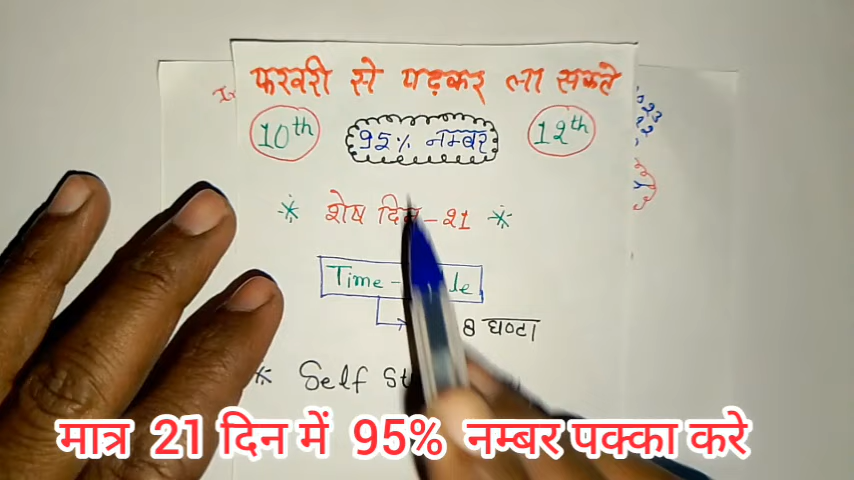 फरवरी से पढ़कर ला सकते
10th 95% नम्बर 12th
* शेष दिन - 21 *
Time -
8 घण्टा
* Self
मात्र 21 दिन में 95% नम्बर पक्का करे